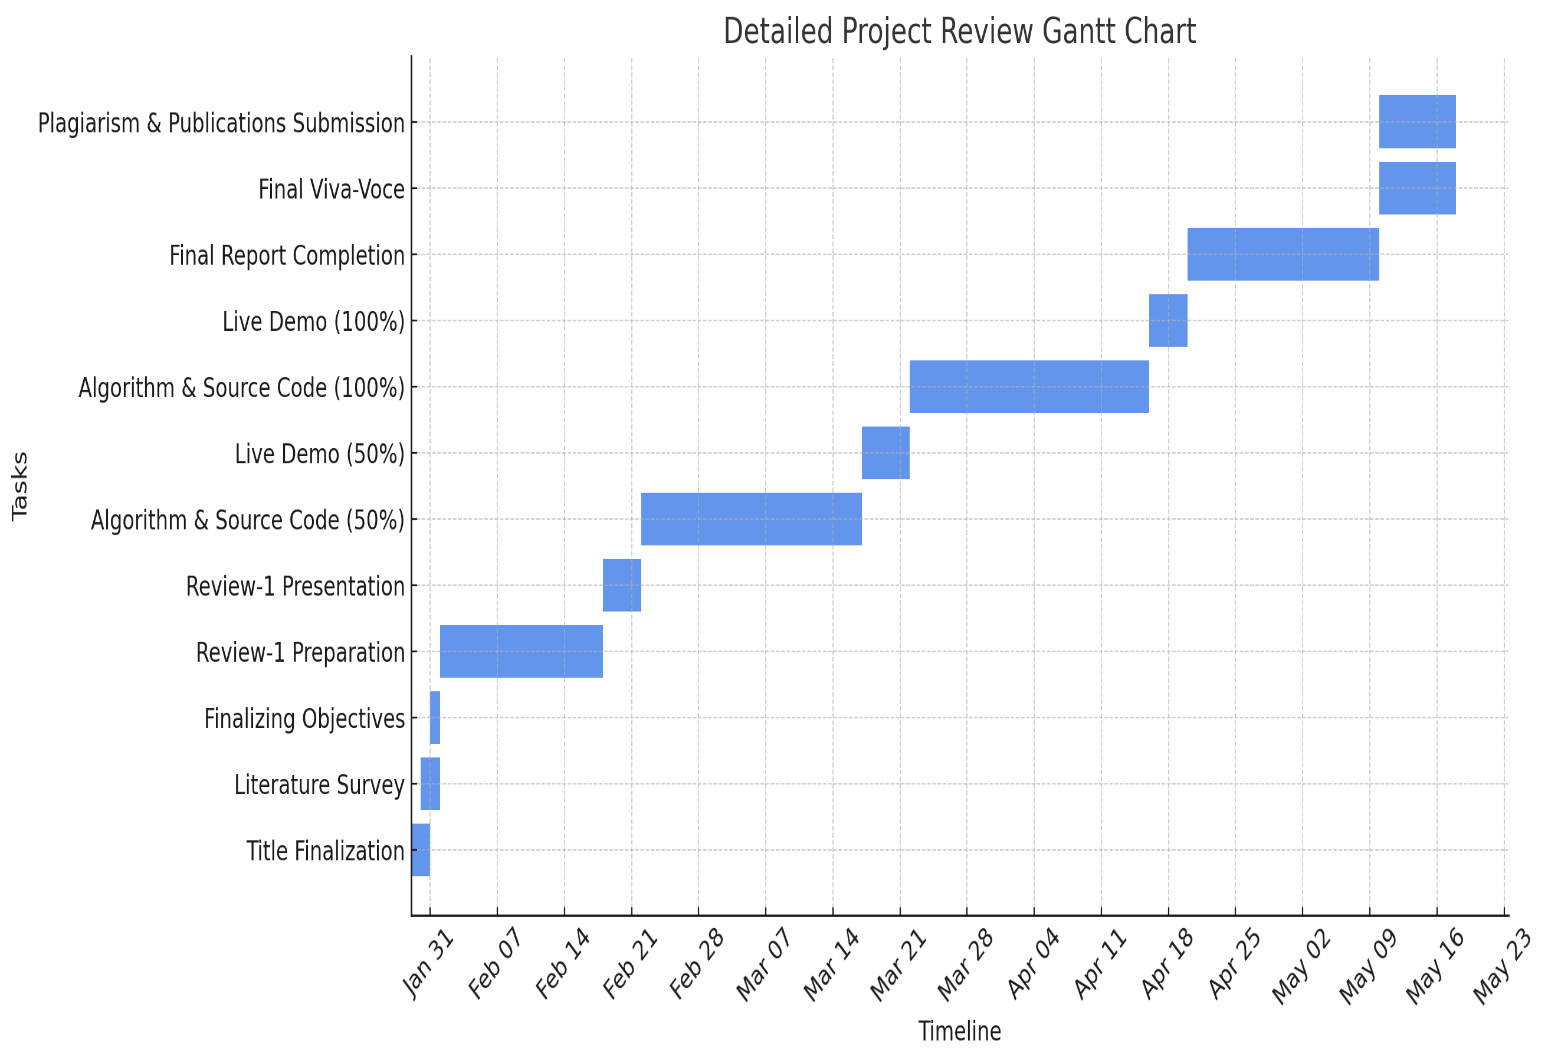 Detailed Project Review Gantt Chart
Plagiarism & Publications Submission
Final Viva-Voce
Final Report Completion
Live Demo (100%)
Algorithm & Source Code (100%)
Live Demo (50%)
Algorithm & Source Code (50%)
Review-1 Presentation
Review-1 Preparation
Finalizing Objectives
Literature Survey
Title Finalization
Tasks
Jan 31
Feb 07
Feb 14
Feb 21
Feb 28
Mar 07
Mar 14
Mar 21
Mar 28
Apr 04
Apr 11
Apr 18
Apr 25
May 02
May 09
May 16
May 23
Timeline